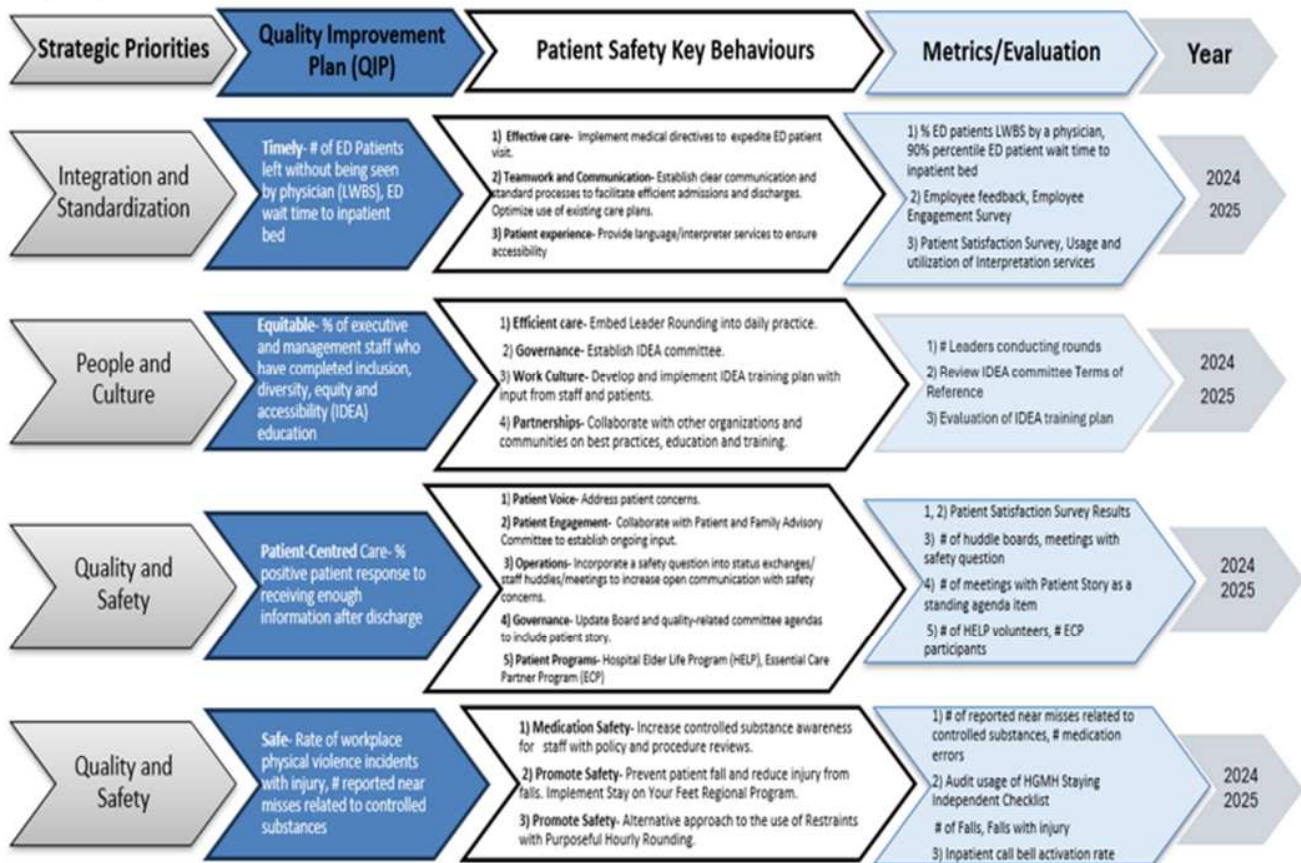 Strategic Priorities
Quality Improvement
Plan (QIP)
Patient Safety Key Behaviours
Metrics/Evaluation
Year
Integration and
Standardization
Timely- # of ED Patients
left without being seen
by physician (LWBS), ED
wait time to inpatient
bed
1) Effective care- Implement medical directives to expedite ED patient
visit.
2) Teamwork and Communication- Establish clear communication and
standard processes to facilitate efficient admissions and discharges.
Optimize use of existing care plans.
3) Patient experience- Provide language/interpreter services to ensure
accessibility
1) % ED patients LWBS by a physician,
90% percentile ED patient wait time to
inpatient bed
2) Employee feedback, Employee
Engagement Survey
3) Patient Satisfaction Survey, Usage and
utilization of Interpretation services
2024
2025
People and
Culture
Equitable- % of executive
and management staff who
have completed inclusion,
diversity, equity and
accessibility (IDEA)
education
1) Efficient care- Embed Leader Rounding into daily practice.
2) Governance- Establish IDEA committee.
3) Work Culture- Develop and implement IDEA training plan with
input from staff and patients.
4) Partnerships- Collaborate with other organizations and
communities on best practices, education and training.
1) # Leaders conducting rounds
2) Review IDEA committee Terms of
Reference
3) Evaluation of IDEA training plan
2024
2025
Quality and
Safety
Patient-Centred Care- %
positive patient response to
receiving enough
information after discharge
1) Patient Voice- Address patient concerns.
2) Patient Engagement- Collaborate with Patient and Family Advisory
Committee to establish ongoing input.
3) Operations- Incorporate a safety question into status exchanges/
staff huddles/meetings to increase open communication with safety
concerns.
4) Governance- Update Board and quality-related committee agendas
to include patient story.
5) Patient Programs- Hospital Elder Life Program (HELP), Essential Care
Partner Program (ECP)
1, 2) Patient Satisfaction Survey Results
3) # of huddle boards, meetings with
safety question
4) # of meetings with Patient Story as a
standing agenda item
5) # of HELP volunteers, # ECP
participants
2024
2025
Quality and
Safety
Safe- Rate of workplace
physical violence incidents
with injury, # reported near
misses related to controlled
substances
1) Medication Safety- Increase controlled substance awareness
for staff with policy and procedure reviews.
2) Promote Safety- Prevent patient fall and reduce injury from
falls. Implement Stay on Your Feet Regional Program.
3) Promote Safety- Alternative approach to the use of Restraints
with Purposeful Hourly Rounding.
1) # of reported near misses related to
controlled substances, # medication
errors
2) Audit usage of HGMH Staying
Independent Checklist
# of Falls, Falls with injury
3) Inpatient call bell activation rate
2024
2025